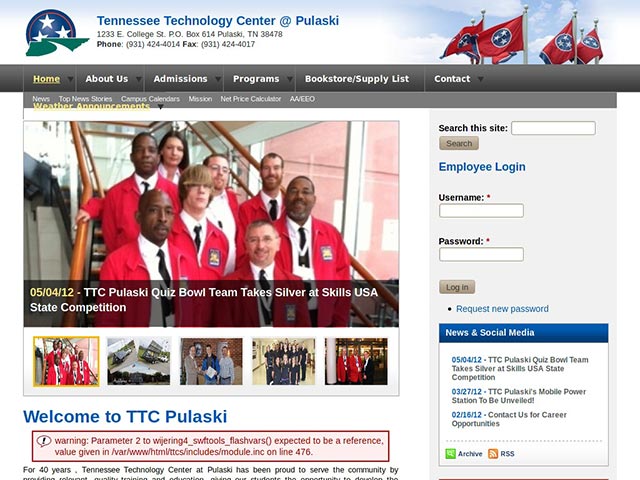 Tennessee Technology Center @ Pulaski
1233 E. College St. P.O. Box 614 Pulaski, TN 38478
Phone: (931) 424-4014 Fax: (931) 424-4017
Home
About Us
Admissions
Programs
Bookstore/Supply List
Contact
News
Top News Stories
Campus Calendars
Mission
Net Price Calculator
AA/EEO
Weather Announcements
05/04/12 - TTC Pulaski Quiz Bowl Team Takes Silver at Skills USA
State Competition
Welcome to TTC Pulaski
warning: Parameter 2 to wijering4_swftools_flashvars() expected to be a reference,
value given in /var/www/html/ttcs/includes/module.inc on line 476.
For 40 years , Tennessee Technology Center at Pulaski has been proud to serve the community by
providing relevant, quality training and education, giving our students the opportunity to develop the
Search this site:
Search
Employee Login
Username: *
Password: *
Log in
Request new password
News & Social Media
05/04/12 - TTC Pulaski Quiz Bowl Team
Takes Silver at Skills USA State
Competition
03/27/12 - TTC Pulaski's Mobile Power
Station To Be Unveiled!
02/16/12 - Contact Us for Career
Opportunities
Archive
RSS